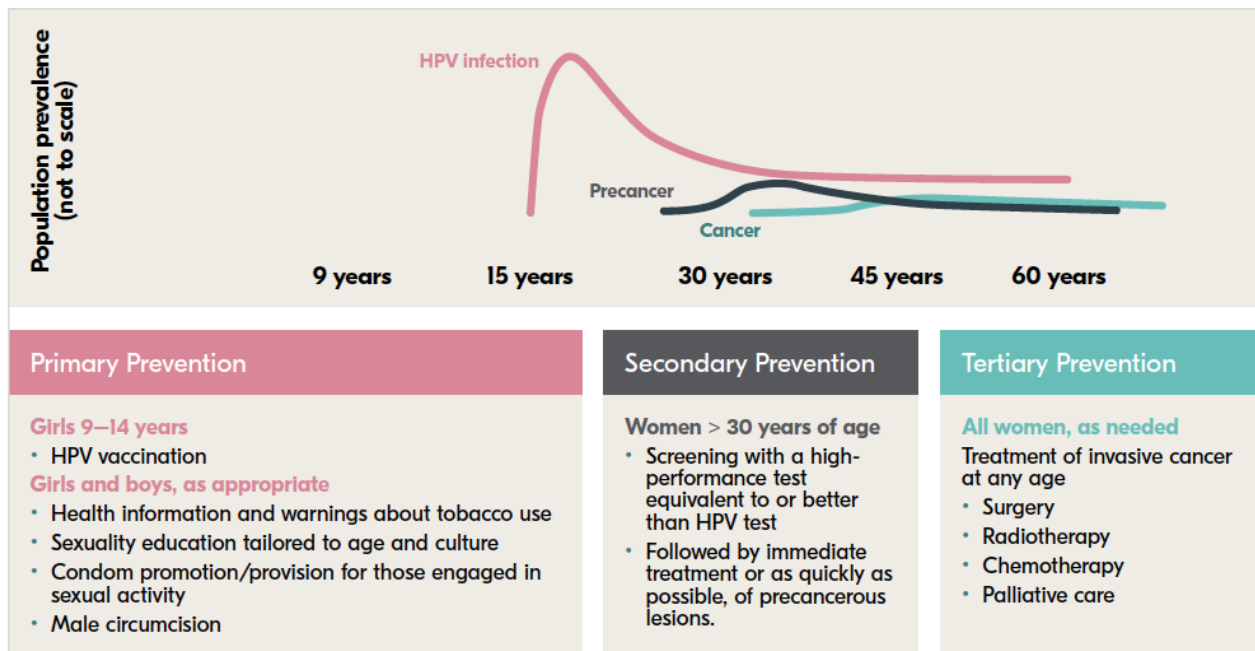 Population prevalence
(not to scale)
HPV infection
Precancer
Cancer
9 years
15 years
30 years
45 years
60 years
Primary Prevention
Girls 9–14 years
• HPV vaccination
Girls and boys, as appropriate
• Health information and warnings about tobacco use
• Sexuality education tailored to age and culture
• Condom promotion/provision for those engaged in
sexual activity
• Male circumcision
Secondary Prevention
Women > 30 years of age
• Screening with a high-
performance test
equivalent to or better
than HPV test
• Followed by immediate
treatment or as quickly as
possible, of precancerous
lesions.
Tertiary Prevention
All women, as needed
Treatment of invasive cancer
at any age
• Surgery
• Radiotherapy
• Chemotherapy
• Palliative care